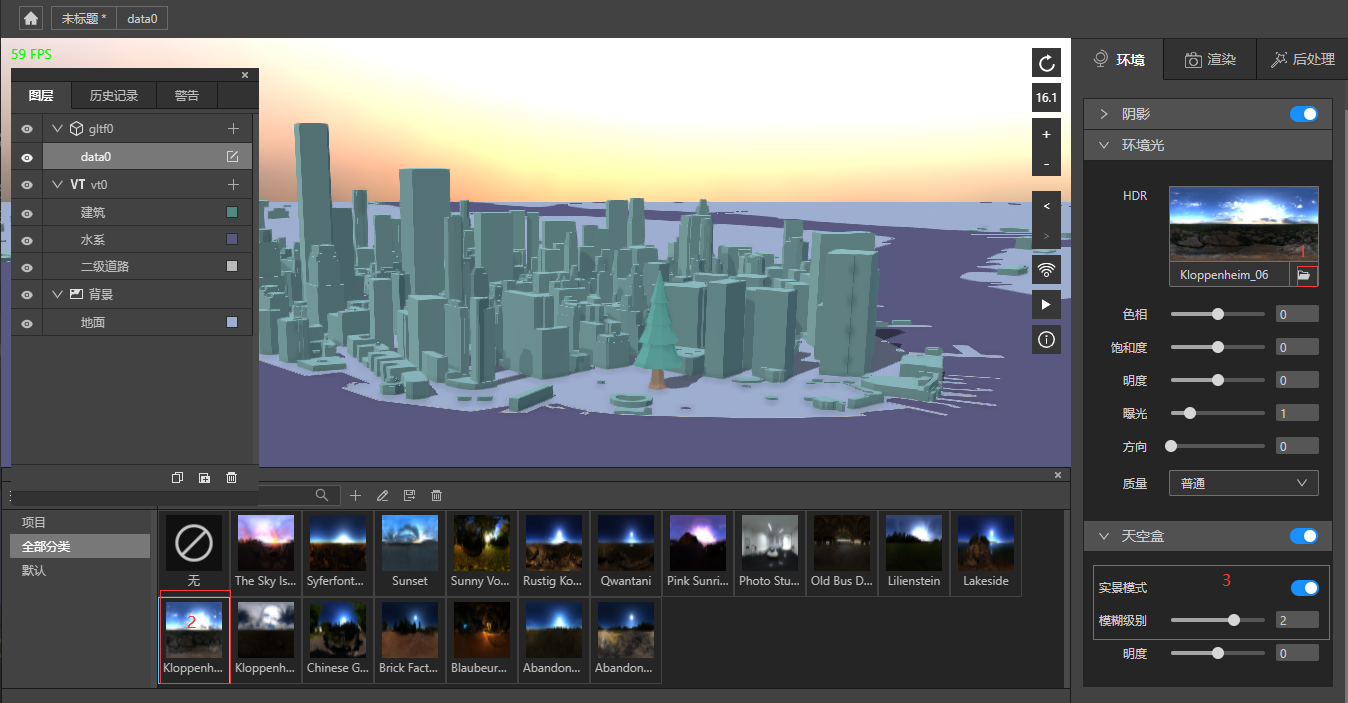 未标题 *
data0
59 FPS
图层
历史记录
警告
gltf0
data0
VT vt0
建筑
水系
二级道路
背景
地面
16.1
+
-
<
>
环境
渲染
后处理
阴影
环境光
HDR
1
Kloppenheim_06
色相
0
饱和度
0
明度
0
曝光
1
方向
0
质量
普通
天空盒
实景模式
3
模糊级别
2
明度
0
项目
全部分类
默认
无
The Sky Is...
Syferfont...
Sunset
Sunny Vo...
Rustig Ko...
Qwantani
Pink Sunri...
Photo Stu...
Old Bus D...
Lilienstein
Lakeside
2
Kloppenh...
Kloppenh...
Chinese G...
Brick Fact...
Blaubeur...
Abandon...
Abandon...